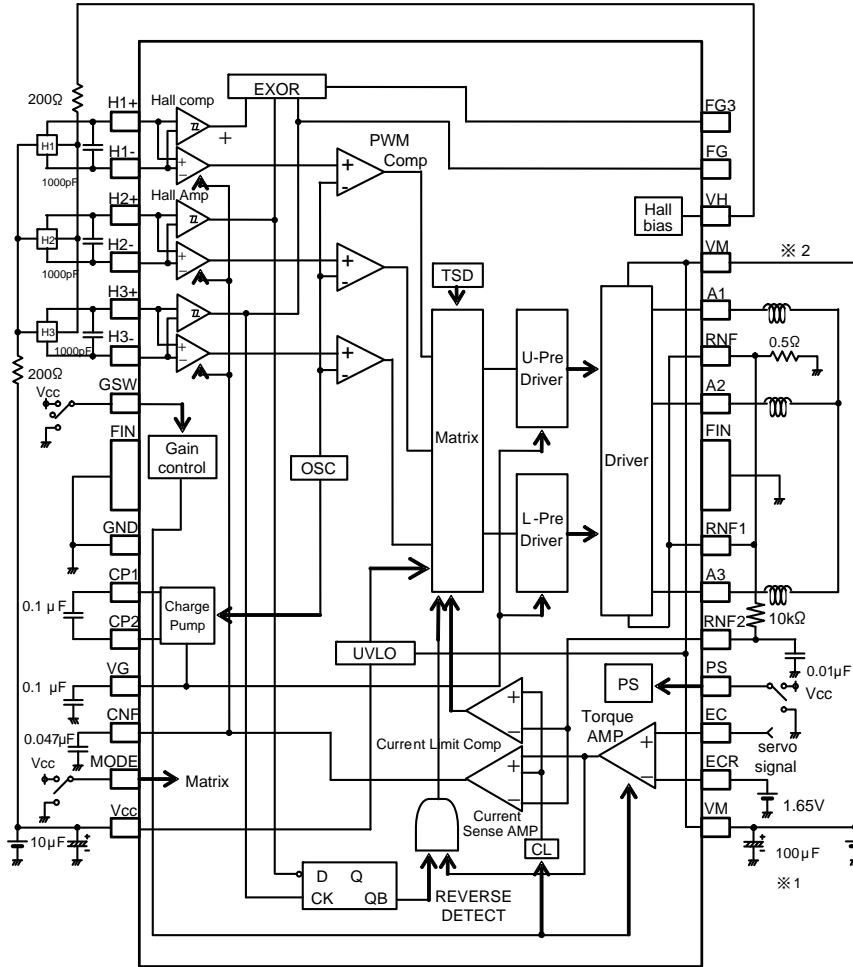 200Ω
H1+
Hall comp
EXOR
FG3
H1
PWM
Comp
+
-
H1-
FG
1000pF
H2+
Hall Amp
Hall
bias
VH
H2
VM
※ 2
H2-
1000pF
TSD
H3+
A1
H3
U-Pre
Driver
RNF
0.5Ω
H3-
1000pF
200Ω
GSW
A2
Vcc
Matrix
Driver
FIN
Gain
control
OSC
FIN
L-Pre
Driver
GND
RNF1
CP1
A3
0.1 µF
Charge
Pump
10kΩ
CP2
RNF2
UVLO
0.01µF
VG
PS
PS
Vcc
0.1 µF
CNF
Torque
AMP
EC
0.047µF
Current Limit Comp
servo
signal
Vcc
MODE
Matrix
ECR
1.65V
Vcc
Current
Sense AMP
VM
10µF
CL
100µF
D Q
CK QB
REVERSE
DETECT
※1